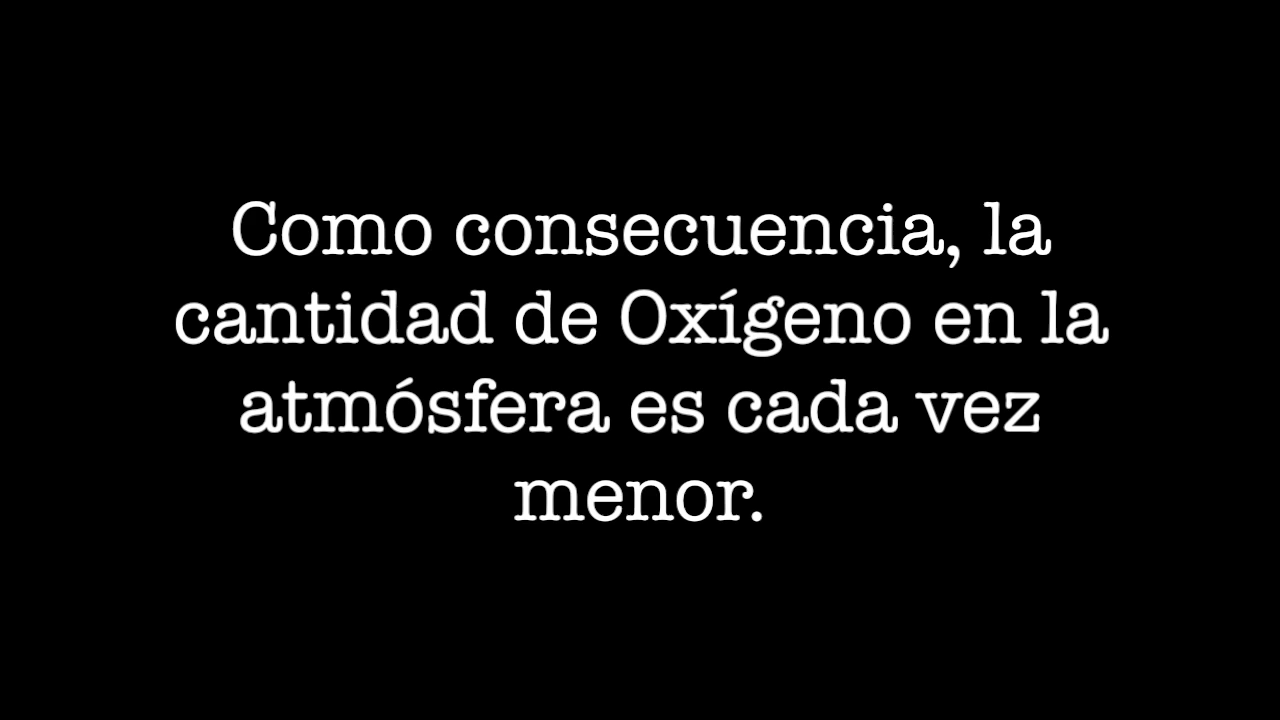 Como consecuencia, la
cantidad de Oxígeno en la
atmósfera es cada vez
menor.